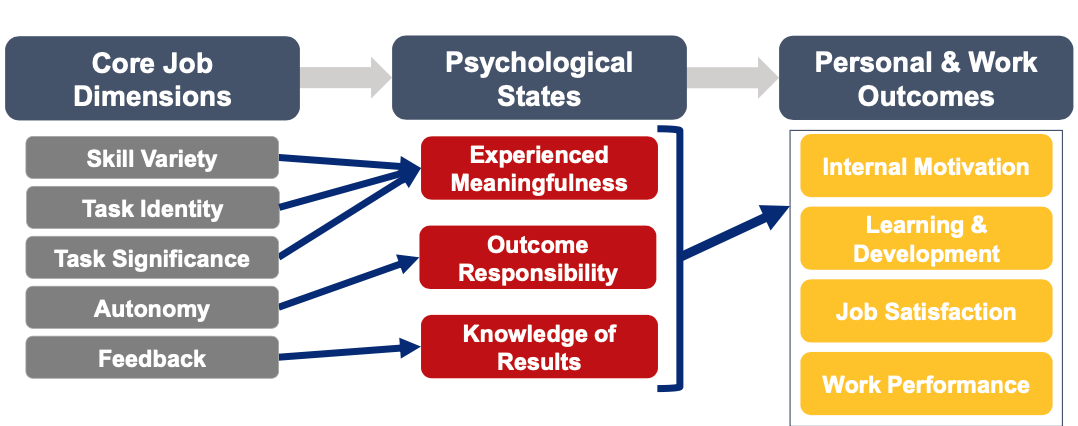 Core Job
Dimensions
Psychological
States
Personal & Work
Outcomes
Skill Variety
Task Identity
Task Significance
Autonomy
Feedback
Experienced
Meaningfulness
Outcome
Responsibility
Knowledge of
Results
Internal Motivation
Learning &
Development
Job Satisfaction
Work Performance